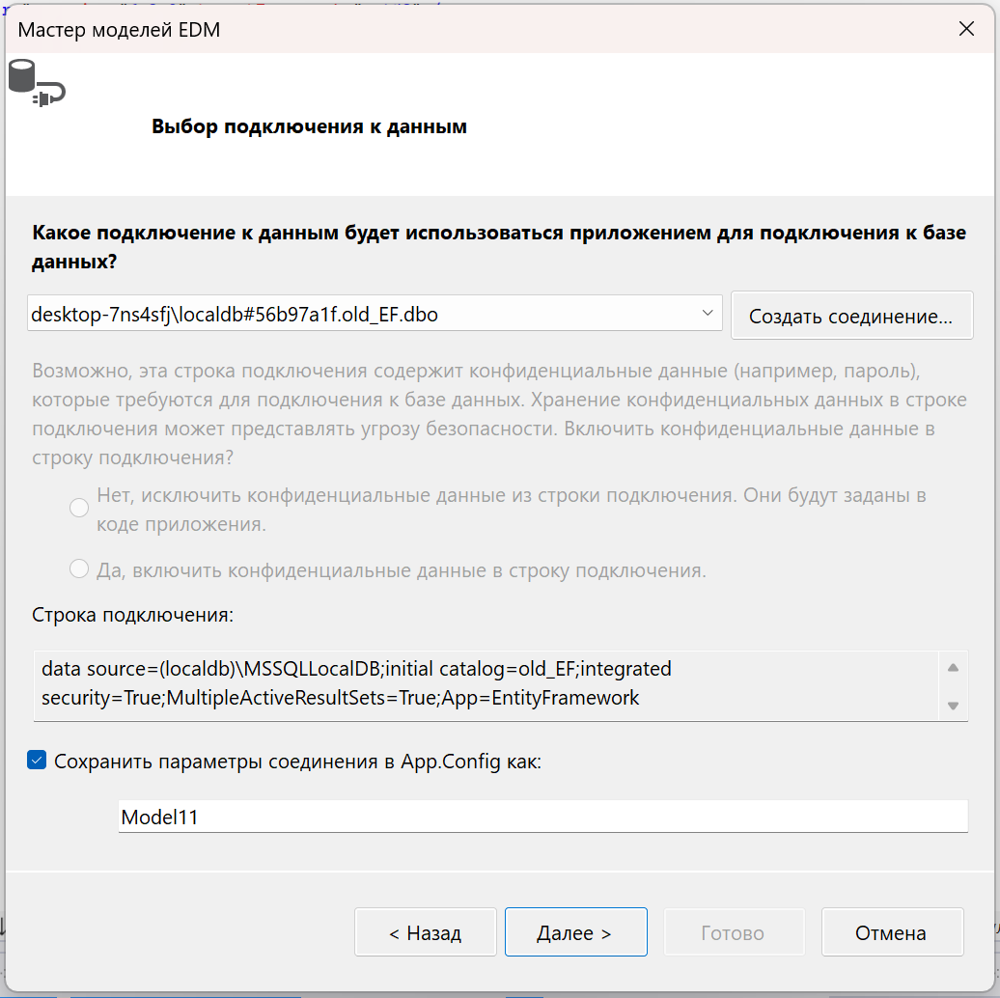 Мастер моделей EDM
Выбор подключения к данным
Какое подключение к данным будет использоваться приложением для подключения к базе
данных?
desktop-7ns4sfj\localdb#56b97a1f.old_EF.dbo
Создать соединение...
Возможно, эта строка подключения содержит конфиденциальные данные (например, пароль),
которые требуются для подключения к базе данных. Хранение конфиденциальных данных в строке
подключения может представлять угрозу безопасности. Включить конфиденциальные данные в
строку подключения?
Нет, исключить конфиденциальные данные из строки подключения. Они будут заданы в
коде приложения.
Да, включить конфиденциальные данные в строку подключения.
Строка подключения:
data source=(localdb)\MSSQLLocalDB;initial catalog=old_EF;integrated
security=True;MultipleActiveResultSets=True;App=EntityFramework
Сохранить параметры соединения в App.Config как:
Model11
< Назад
Далее >
Готово
Отмена